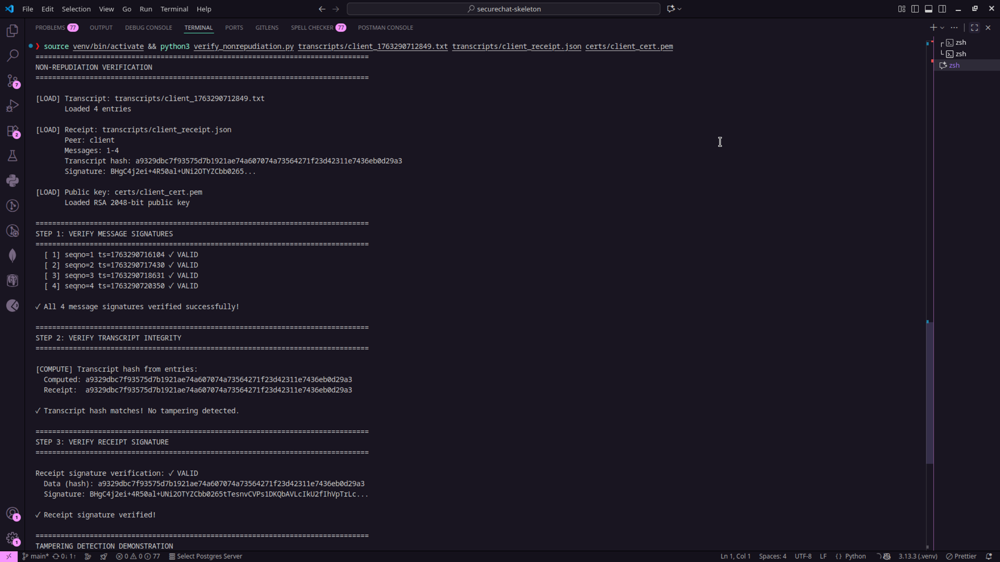 File Edit Selection View Go Run Terminal Help
securechat-skeleton
PROBLEMS 77 OUTPUT DEBUG CONSOLE TERMINAL PORTS GITLENS SPELL CHECKER 77 POSTMAN CONSOLE
❯ source venv/bin/activate && python3 verify_nonrepudiation.py transcripts/client_1763290712849.txt transcripts/client_receipt.json certs/client_cert.pem
================================================================================
NON-REPUDIATION VERIFICATION
================================================================================
[LOAD] Transcript: transcripts/client_1763290712849.txt
Loaded 4 entries
[LOAD] Receipt: transcripts/client_receipt.json
Peer: client
Messages: 1-4
Transcript hash: a9329dbc7f93575d7b1921ae74a607074a73564271f23d42311e7436eb0d29a3
Signature: BHgC4j2ei+4R50al+UNi2OTYZCbb0265...
[LOAD] Public key: certs/client_cert.pem
Loaded RSA 2048-bit public key
================================================================================
STEP 1: VERIFY MESSAGE SIGNATURES
================================================================================
[ 1] seqno=1 ts=1763290716104 ✓ VALID
[ 2] seqno=2 ts=1763290717430 ✓ VALID
[ 3] seqno=3 ts=1763290718631 ✓ VALID
[ 4] seqno=4 ts=1763290720350 ✓ VALID
✓ All 4 message signatures verified successfully!
================================================================================
STEP 2: VERIFY TRANSCRIPT INTEGRITY
================================================================================
[COMPUTE] Transcript hash from entries:
Computed: a9329dbc7f93575d7b1921ae74a607074a73564271f23d42311e7436eb0d29a3
Receipt: a9329dbc7f93575d7b1921ae74a607074a73564271f23d42311e7436eb0d29a3
✓ Transcript hash matches! No tampering detected.
================================================================================
STEP 3: VERIFY RECEIPT SIGNATURE
================================================================================
Receipt signature verification: ✓ VALID
Data (hash): a9329dbc7f93575d7b1921ae74a607074a73564271f23d42311e7436eb0d29a3
Signature: BHgC4j2ei+4R50al+UNi2OTYZCbb0265tTesnvCVPs1DKQbAVLcIkU2fIhVpTrLc...
✓ Receipt signature verified!
================================================================================
TAMPERING DETECTION DEMONSTRATION
zsh
zsh
zsh
7
2
1
1
main* 0↓ 1↑ 0 0 77 Select Postgres Server Ln 1, Col 1 Spaces: 4 UTF-8 LF {} Python 3.13.3 (.venv) Prettier